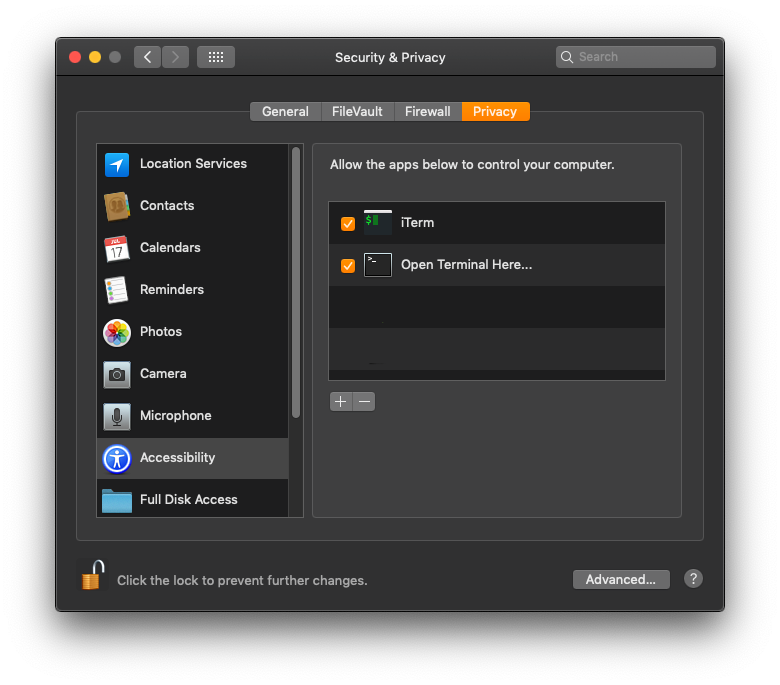 Security & Privacy
Search
General
FileVault
Firewall
Privacy
Location Services
Contacts
Calendars
JUL
17
Reminders
Photos
Camera
Microphone
Accessibility
Full Disk Access
Allow the apps below to control your computer.
$
iTerm
>_
Open Terminal Here...
+
−
Click the lock to prevent further changes.
Advanced...
?